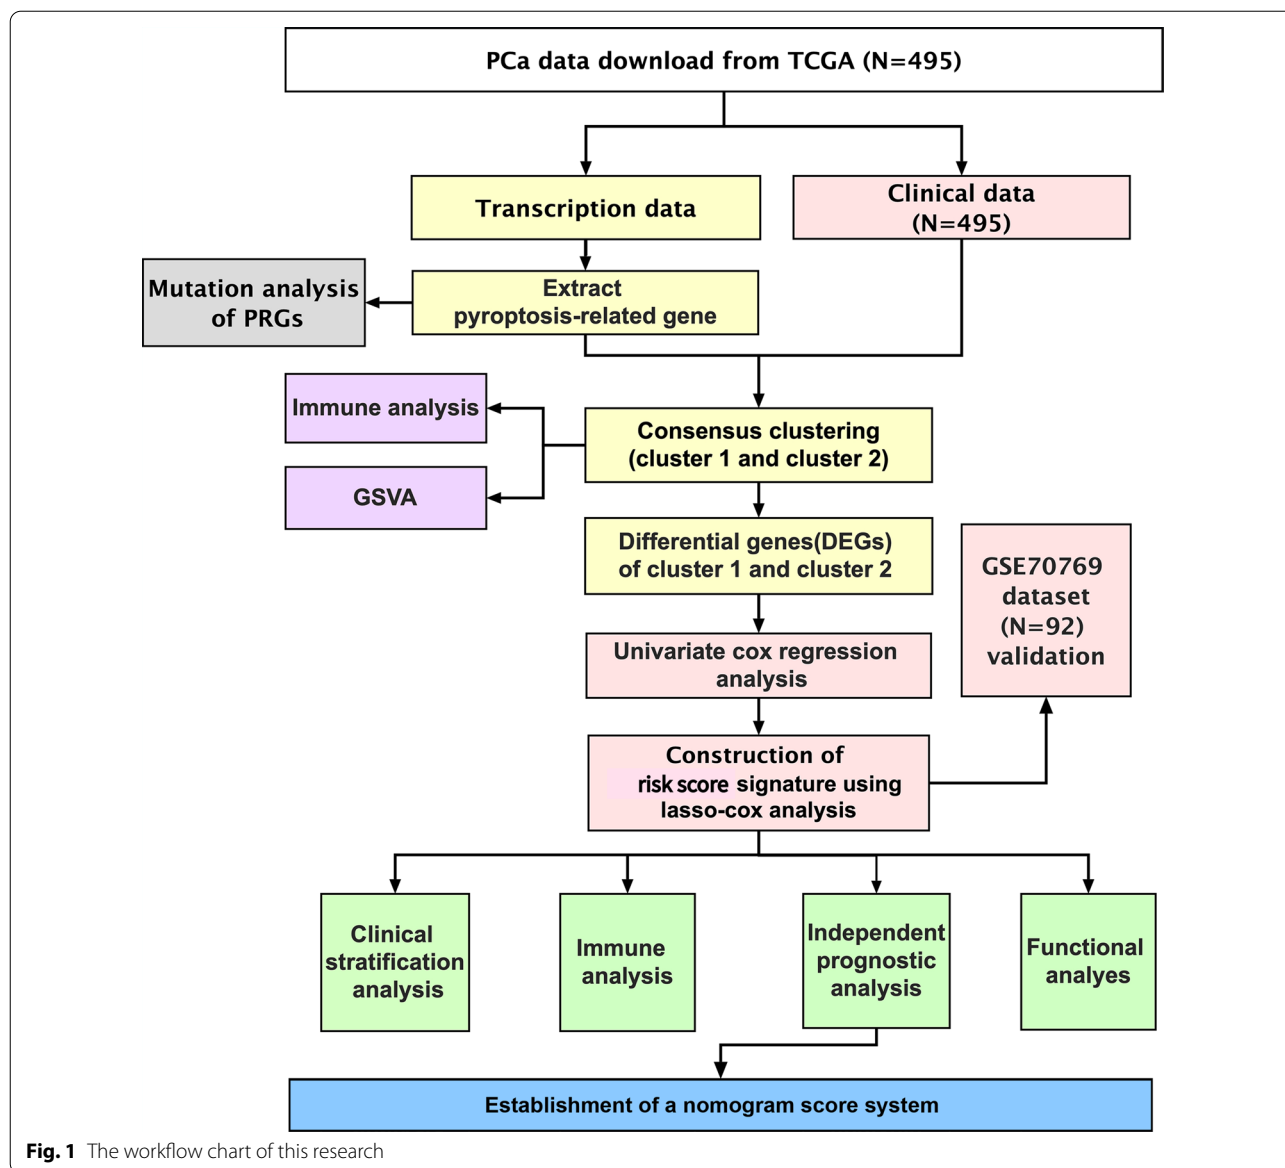 PCa data download from TCGA (N=495)
Transcription data
Clinical data
(N=495)
Mutation analysis
of PRGs
Extract
pyroptosis-related gene
Immune analysis
GSVA
Consensus clustering
(cluster 1 and cluster 2)
Differential genes(DEGs)
of cluster 1 and cluster 2
GSE70769
dataset
(N=92)
validation
Univariate cox regression
analysis
Construction of
risk score signature using
lasso-cox analysis
Clinical
stratification
analysis
Immune
analysis
Independent
prognostic
analysis
Functional
analyes
Establishment of a nomogram score system
Fig. 1 The workflow chart of this research